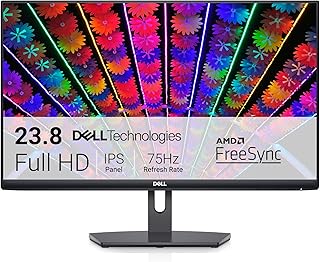 23.8 DELL Technologies
Full HD IPS Panel 75Hz Refresh Rate AMD FreeSync
DELL